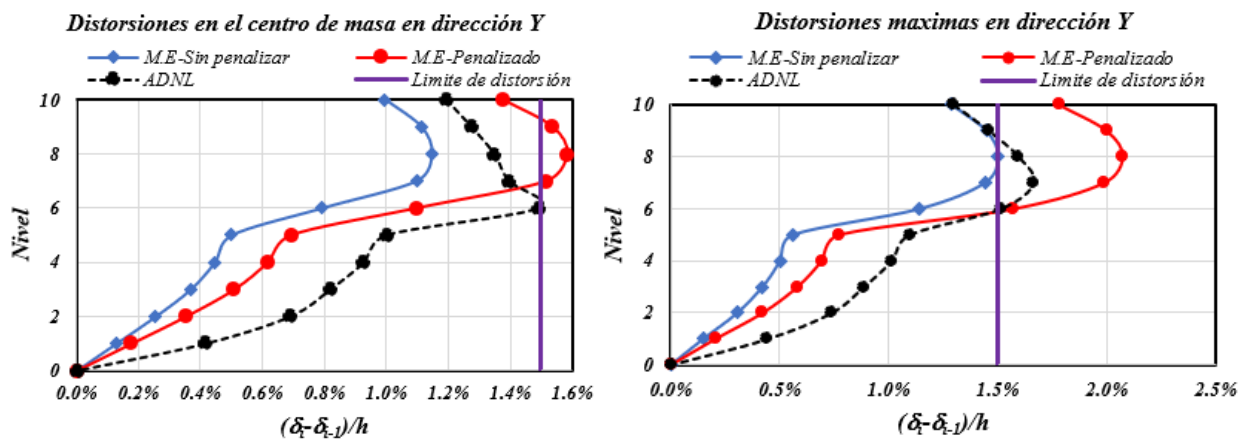 Distorsiones en el centro de masa en dirección Y
M.E-Sin penalizar
M.E-Penalizado
ADNL
Limite de distorsión
10
8
6
4
2
0
Nivel
0.0% 0.2% 0.4% 0.6% 0.8% 1.0% 1.2% 1.4% 1.6%
(δi-δi-1)/h
Distorsiones maximas en dirección Y
M.E-Sin penalizar
M.E-Penalizado
ADNL
Limite de distorsión
10
8
6
4
2
0
Nivel
0.0% 0.5% 1.0% 1.5% 2.0% 2.5%
(δi-δi-1)/h